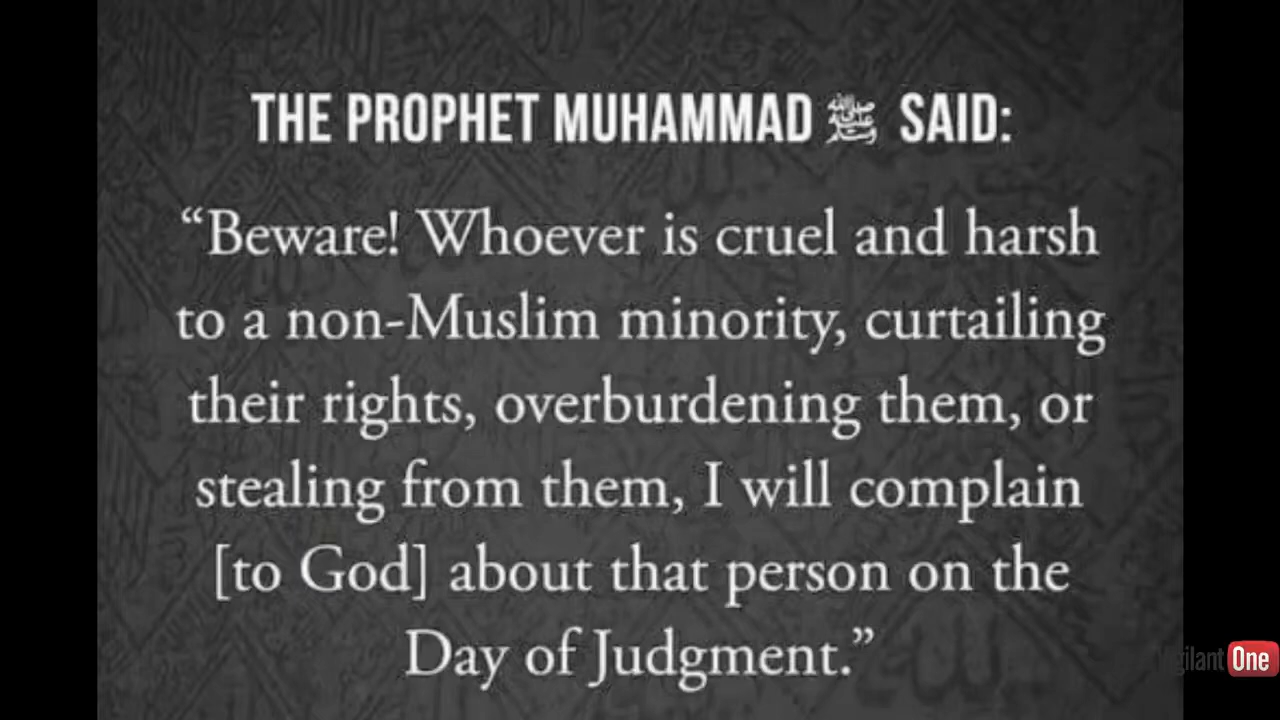 THE PROPHET MUHAMMAD ﷺ SAID:
“Beware! Whoever is cruel and harsh
to a non-Muslim minority, curtailing
their rights, overburdening them, or
stealing from them, I will complain
[to God] about that person on the
Day of Judgment.”
VigilantOne